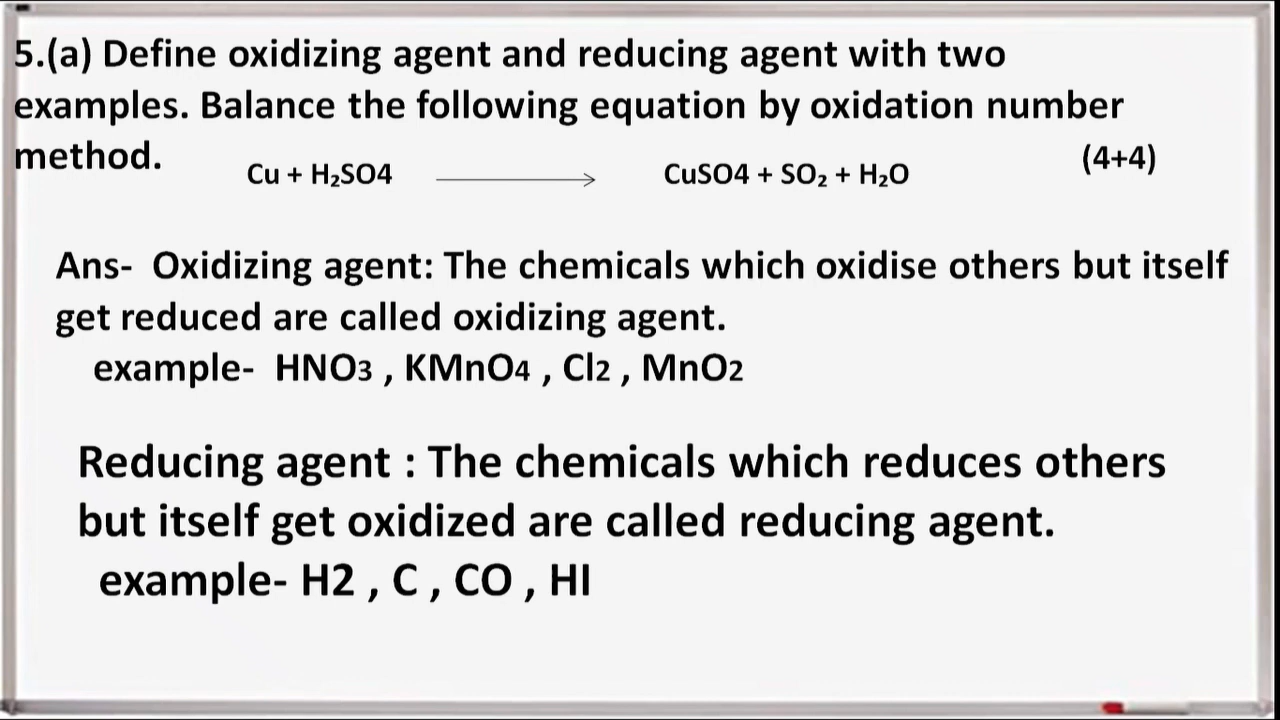 5.(a) Define oxidizing agent and reducing agent with two
examples. Balance the following equation by oxidation number
method. (4+4)
Cu + H₂SO4 ⟶ CuSO4 + SO₂ + H₂O
Ans- Oxidizing agent: The chemicals which oxidise others but itself
get reduced are called oxidizing agent.
example- HNO3 , KMnO4 , Cl2 , MnO2
Reducing agent : The chemicals which reduces others
but itself get oxidized are called reducing agent.
example- H2 , C , CO , HI